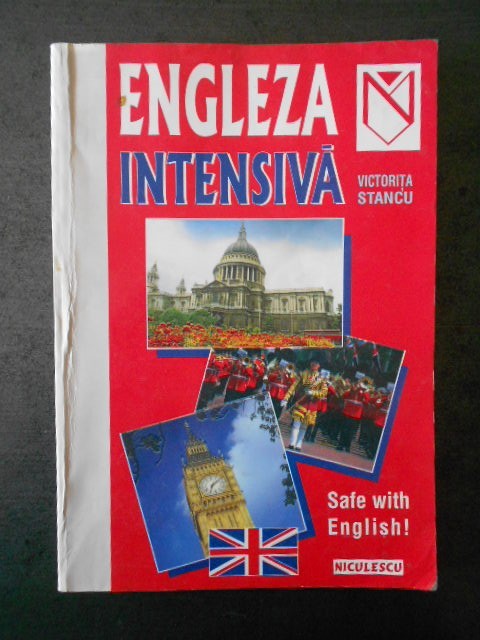 ENGLEZA
INTENSIVĂ
VICTORIŢA
STANCU
Safe with
English!
NICULESCU